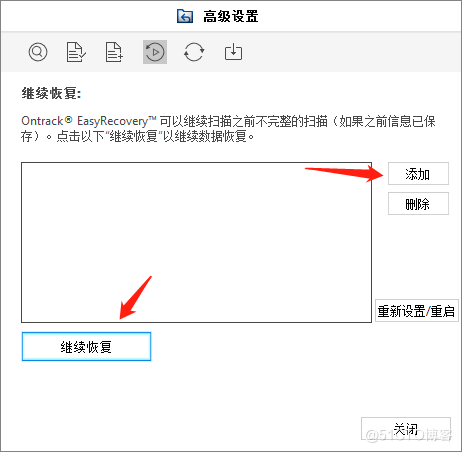 高级设置
继续恢复:
Ontrack® EasyRecovery™ 可以继续扫描之前不完整的扫描（如果之前信息已保
存）。点击以下“继续恢复”以继续数据恢复。
添加
删除
重新设置/重启
继续恢复
关闭
@51CTO博客